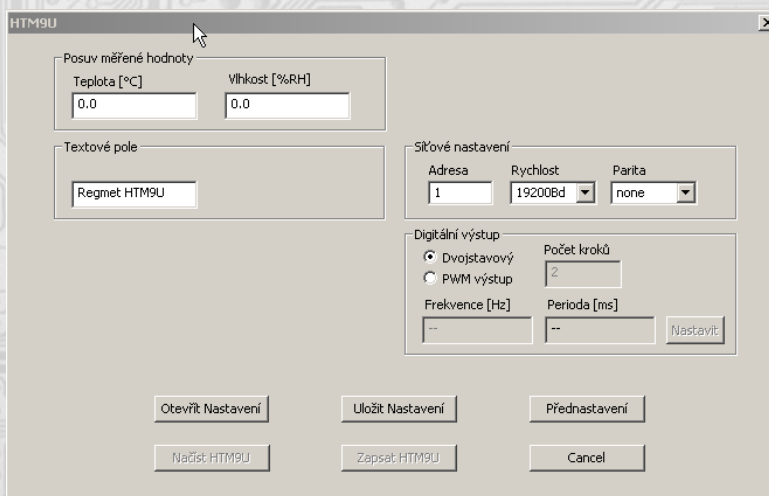 HTM9U
Posuv měřené hodnoty
Teplota [°C]
Vlhkost [%RH]
0.0
0.0
Textové pole
Regmet HTM9U
Síťové nastavení
Adresa
Rychlost
Parita
1
19200Bd
none
Digitální výstup
Dvojstavový
PWM výstup
Počet kroků
2
Frekvence [Hz]
Perioda [ms]
--
--
Nastavit
Otevřít Nastavení
Uložit Nastavení
Přednastavení
Načíst HTM9U
Zapsat HTM9U
Cancel